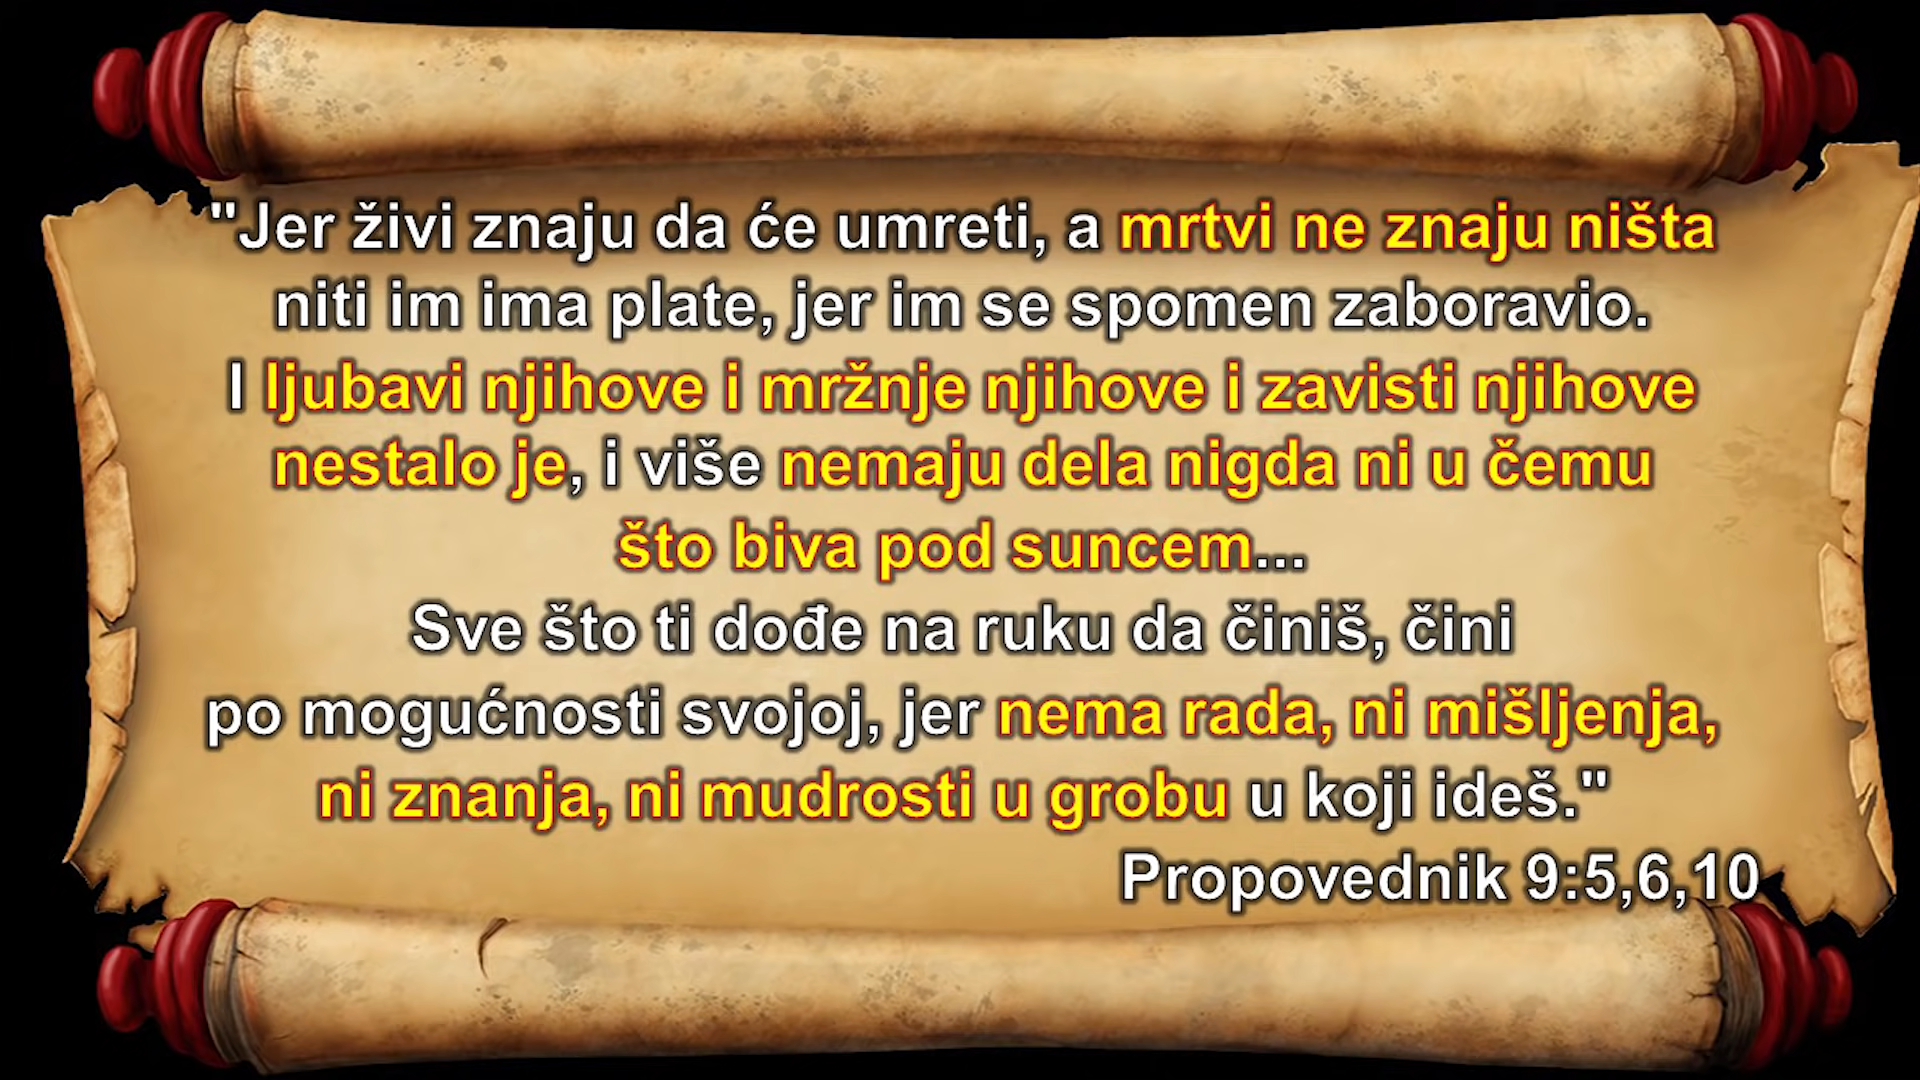 "Jer živi znaju da će umreti, a mrtvi ne znaju ništa
niti im ima plate, jer im se spomen zaboravio.
I ljubavi njihove i mržnje njihove i zavisti njihove
nestalo je, i više nemaju dela nigda ni u čemu
što biva pod suncem...
Sve što ti dođe na ruku da činiš, čini
po mogućnosti svojoj, jer nema rada, ni mišljenja,
ni znanja, ni mudrosti u grobu u koji ideš."
Propovednik 9:5,6,10